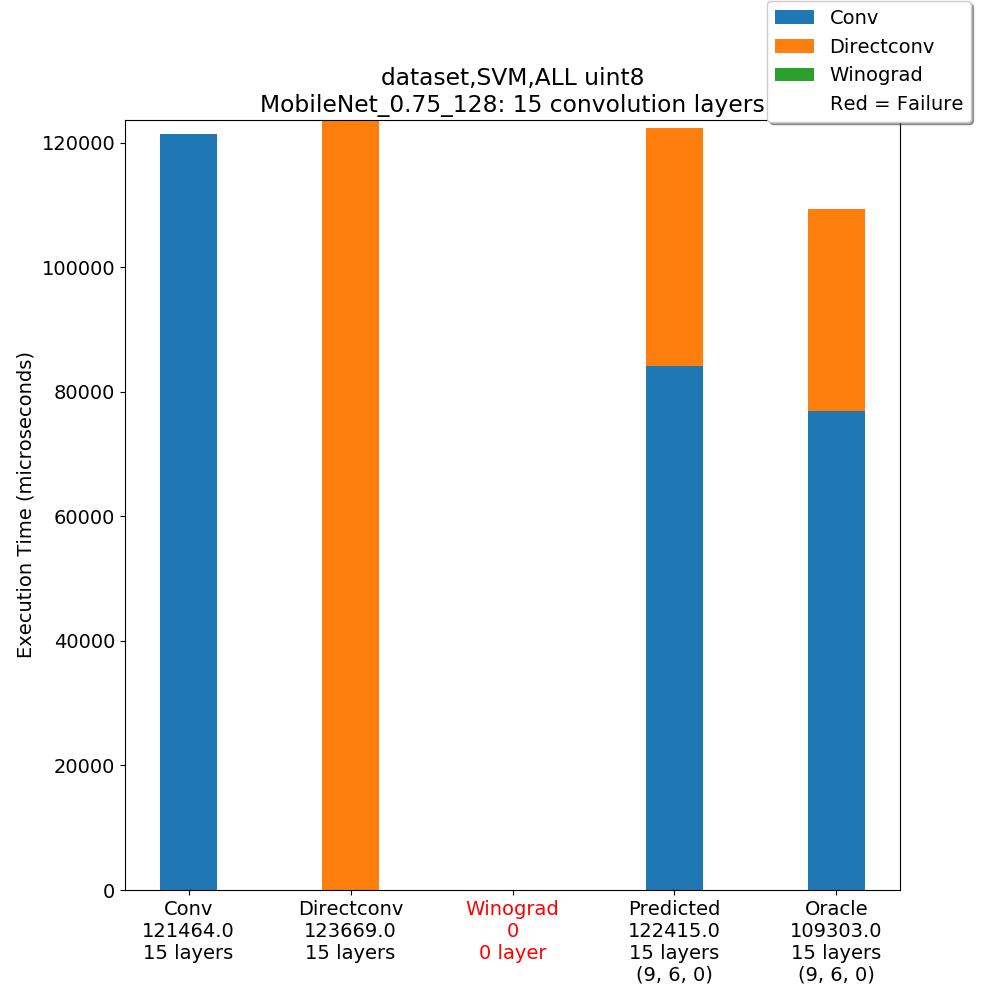 Conv
Directconv
Winograd
Red = Failure
dataset,SVM,ALL uint8
MobileNet_0.75_128: 15 convolution layers
Execution Time (microseconds)
120000
100000
80000
60000
40000
20000
0
Conv
121464.0
15 layers
Directconv
123669.0
15 layers
Winograd
0
0 layer
Predicted
122415.0
15 layers
(9, 6, 0)
Oracle
109303.0
15 layers
(9, 6, 0)